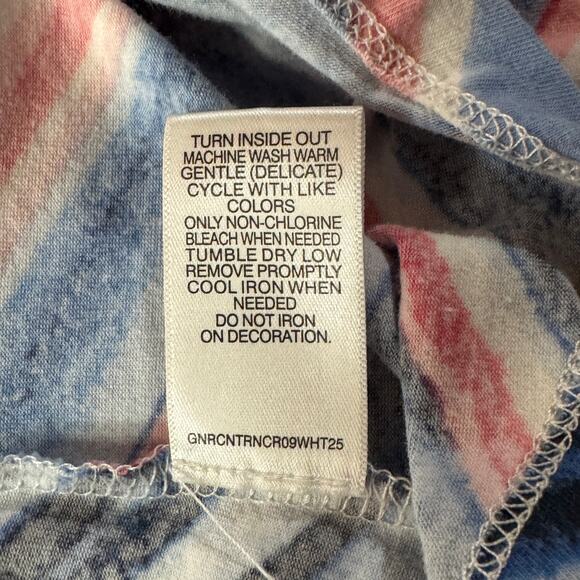 TURN INSIDE OUT
MACHINE WASH WARM
GENTLE (DELICATE)
CYCLE WITH LIKE
COLORS
ONLY NON-CHLORINE
BLEACH WHEN NEEDED
TUMBLE DRY LOW
REMOVE PROMPTLY
COOL IRON WHEN
NEEDED
DO NOT IRON
ON DECORATION.
GNRCNTRNCR09WHT25